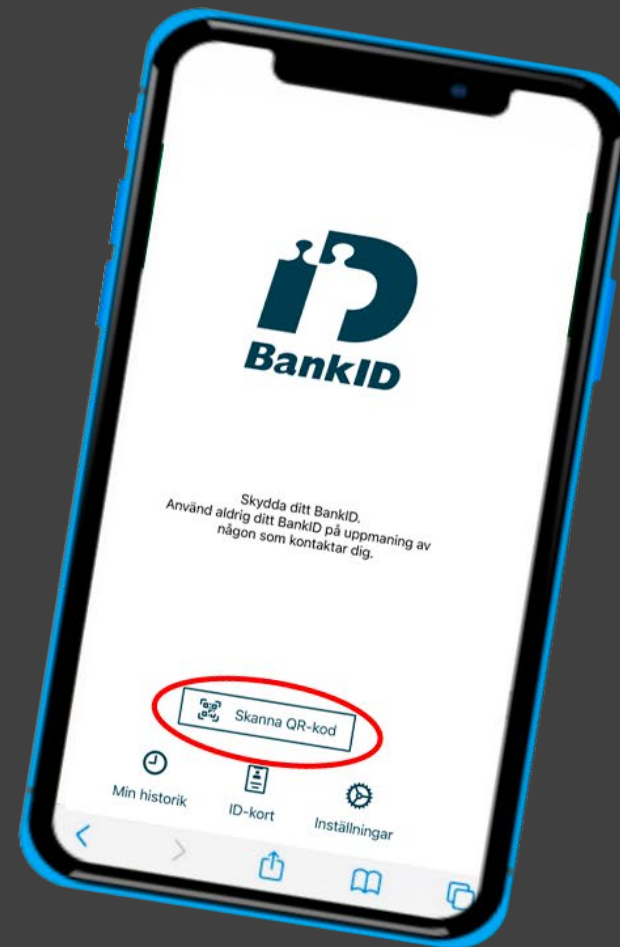 BankID
Skydda ditt BankID.
Använd aldrig ditt BankID på uppmaning av
någon som kontaktar dig.
Skanna QR-kod
Min historik
ID-kort
Inställningar